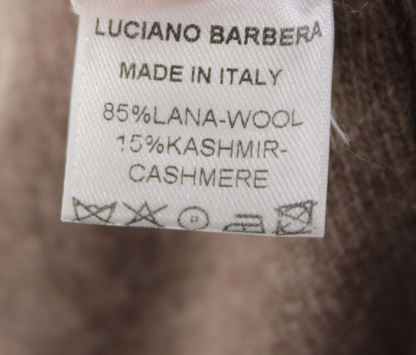 LUCIANO BARBERA
MADE IN ITALY
85%LANA-WOOL
15%KASHMIR-
CASHMERE